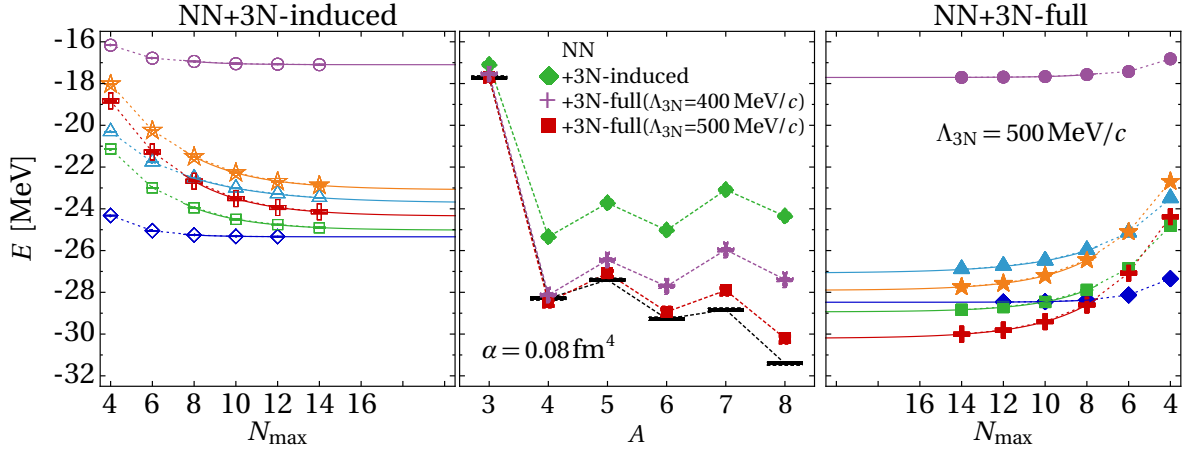 NN+3N-induced
NN+3N-full
E [MeV]
-16
-18
-20
-22
-24
-26
-28
-30
-32
NN
+3N-induced
+3N-full(Λ3N=400 MeV/c)
+3N-full(Λ3N=500 MeV/c)
Λ3N = 500 MeV/c
α = 0.08 fm⁴
4 6 8 10 12 14 16
3 4 5 6 7 8
16 14 12 10 8 6 4
Nmax
A
Nmax